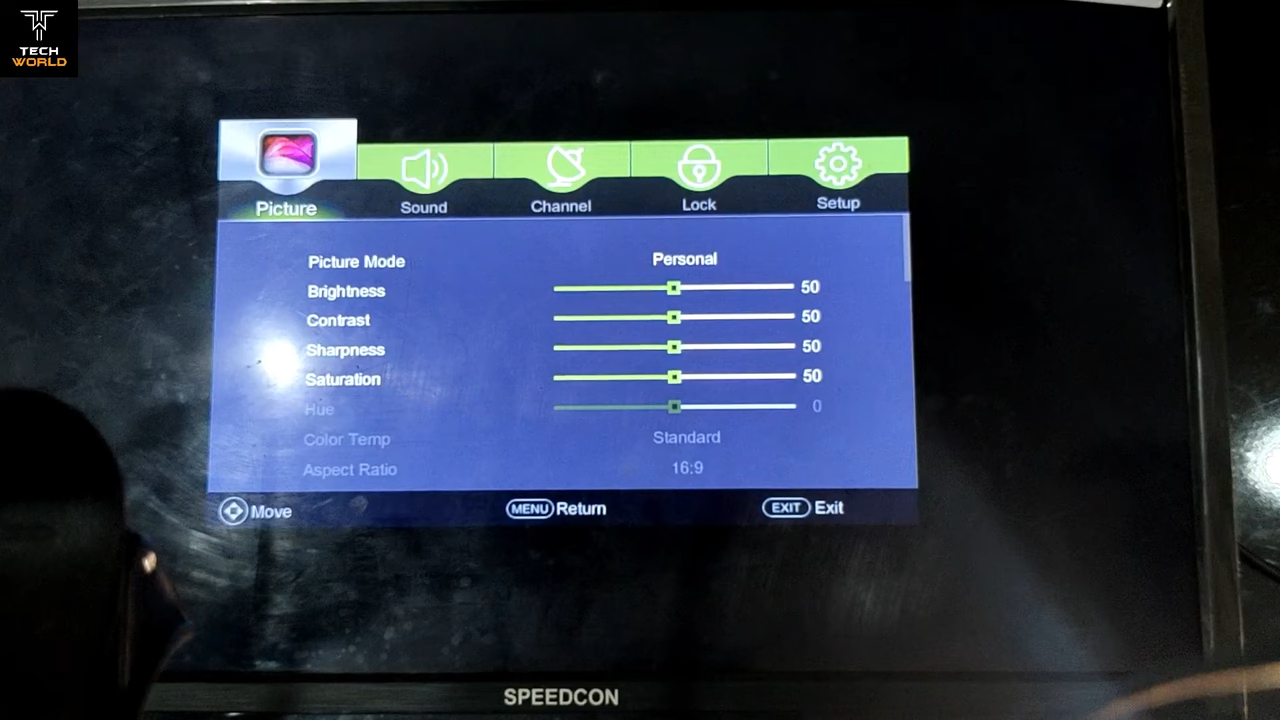 TECH
WORLD
Picture Sound Channel Lock Setup
Picture Mode Personal
Brightness 50
Contrast 50
Sharpness 50
Saturation 50
Hue 0
Color Temp Standard
Aspect Ratio 16:9
Move MENU Return EXIT Exit
SPEEDCON